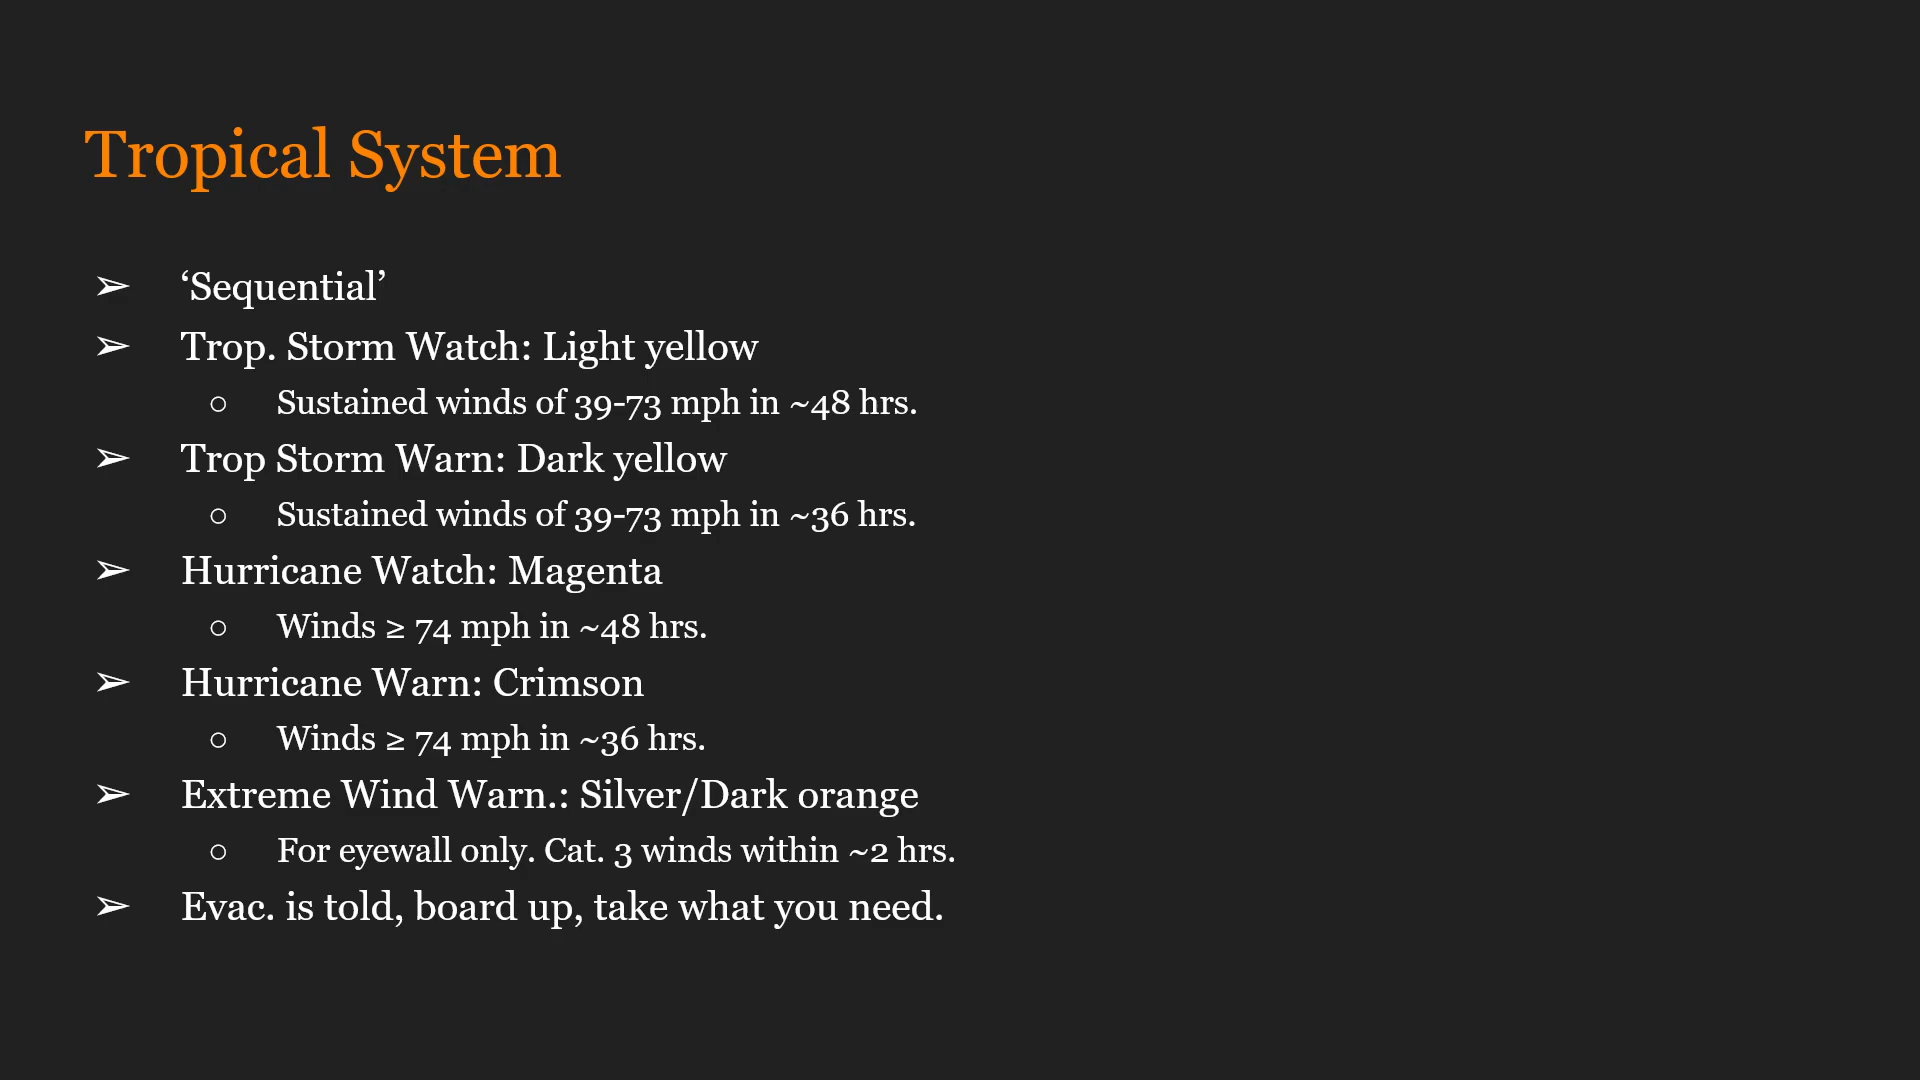 Tropical System
➢ ‘Sequential’
➢ Trop. Storm Watch: Light yellow
○ Sustained winds of 39-73 mph in ~48 hrs.
➢ Trop Storm Warn: Dark yellow
○ Sustained winds of 39-73 mph in ~36 hrs.
➢ Hurricane Watch: Magenta
○ Winds ≥ 74 mph in ~48 hrs.
➢ Hurricane Warn: Crimson
○ Winds ≥ 74 mph in ~36 hrs.
➢ Extreme Wind Warn.: Silver/Dark orange
○ For eyewall only. Cat. 3 winds within ~2 hrs.
➢ Evac. is told, board up, take what you need.